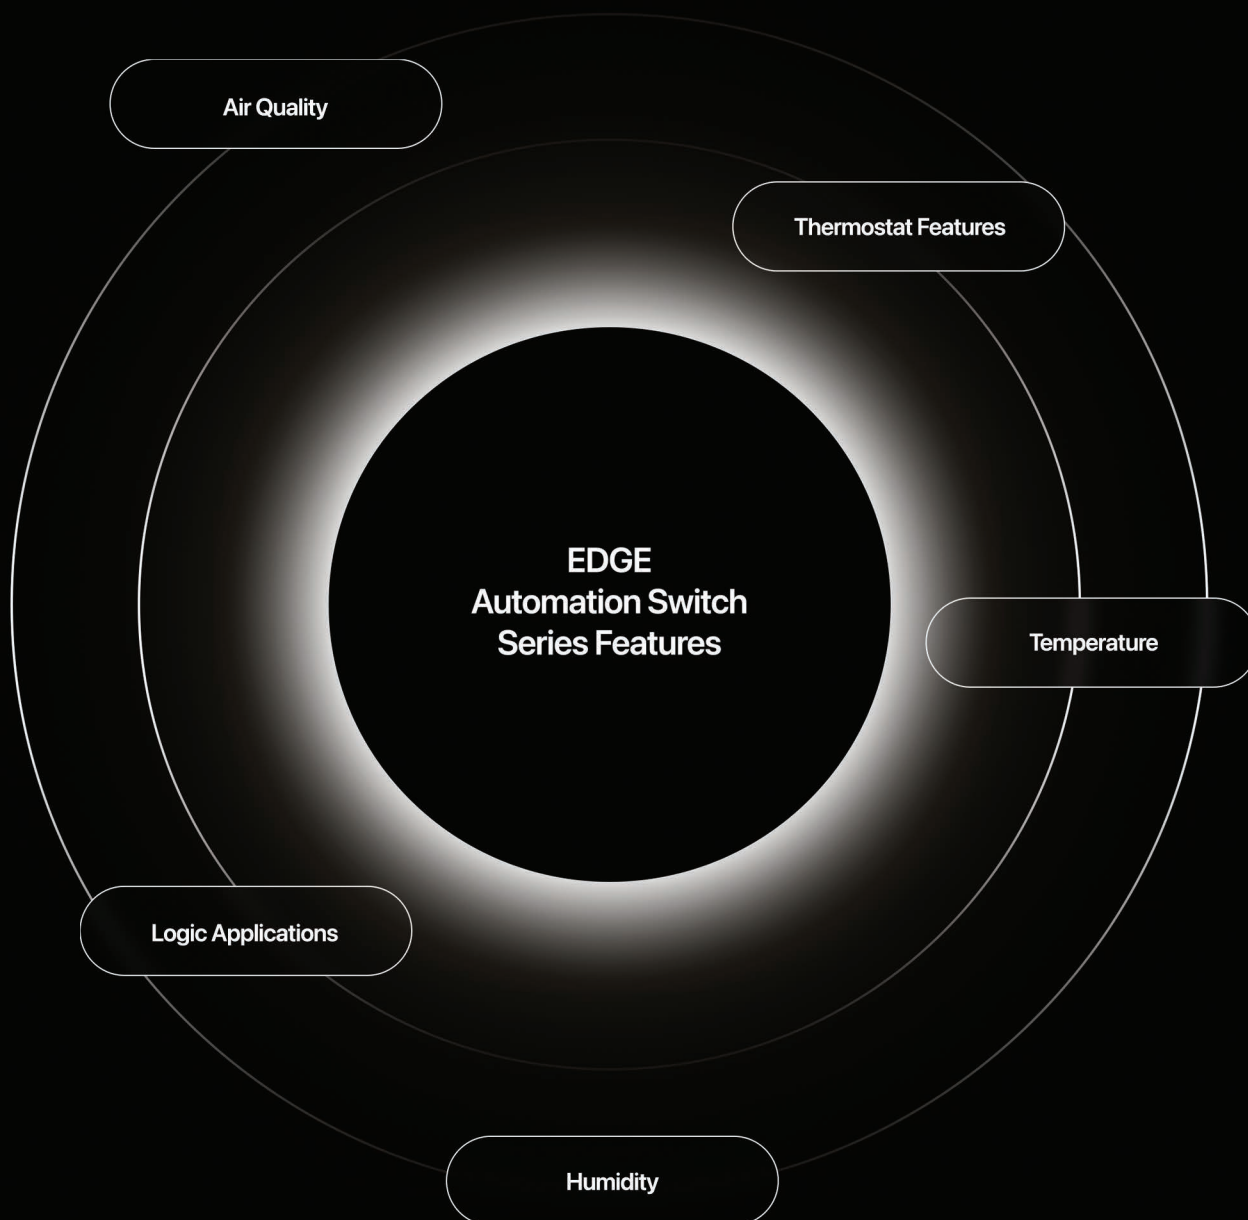 Air Quality
Thermostat Features
EDGE
Automation Switch
Series Features
Temperature
Logic Applications
Humidity